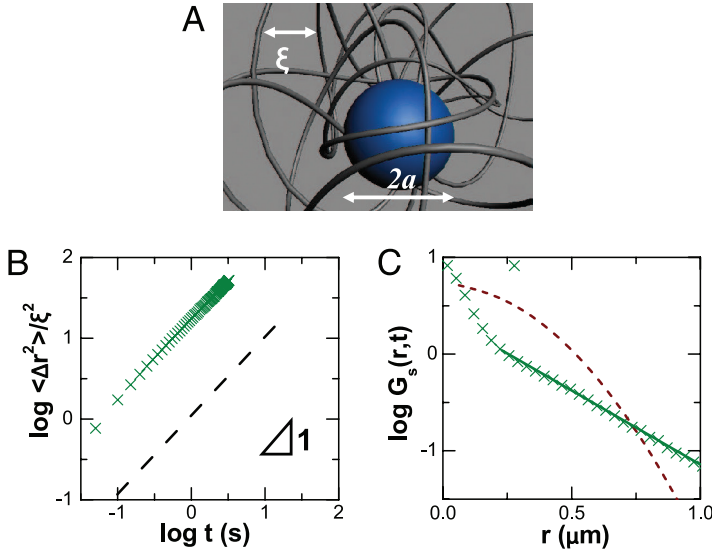 A
ξ
2a
B
log <Δr²>/ξ²
2
1
0
-1
-1 0 1 2
log t (s)
1
C
log Gₛ(r,t)
1
0
-1
0.0 0.5 1.0
r (μm)